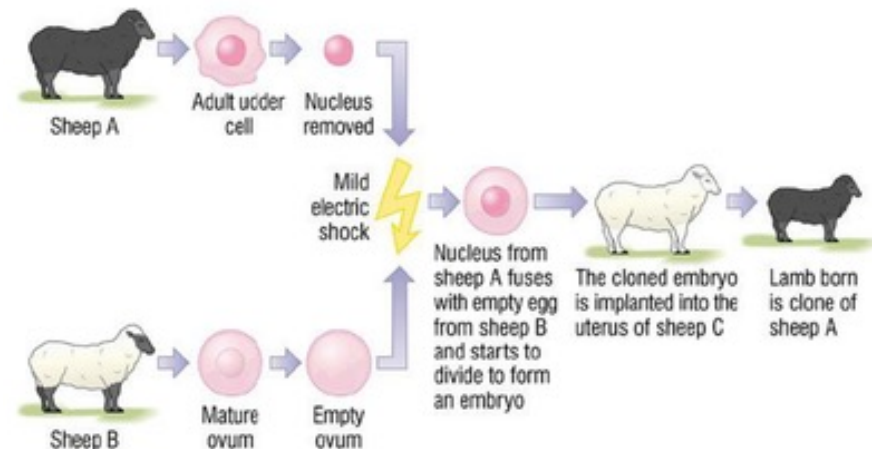 Sheep A
Adult udder
cell
Nucleus
removed
Mild
electric
shock
Nucleus from
sheep A fuses
with empty egg
from sheep B
and starts to
divide to form
an embryo
The cloned embryo
is implanted into the
uterus of sheep C
Lamb born
is clone of
sheep A
Sheep B
Mature
ovum
Empty
ovum